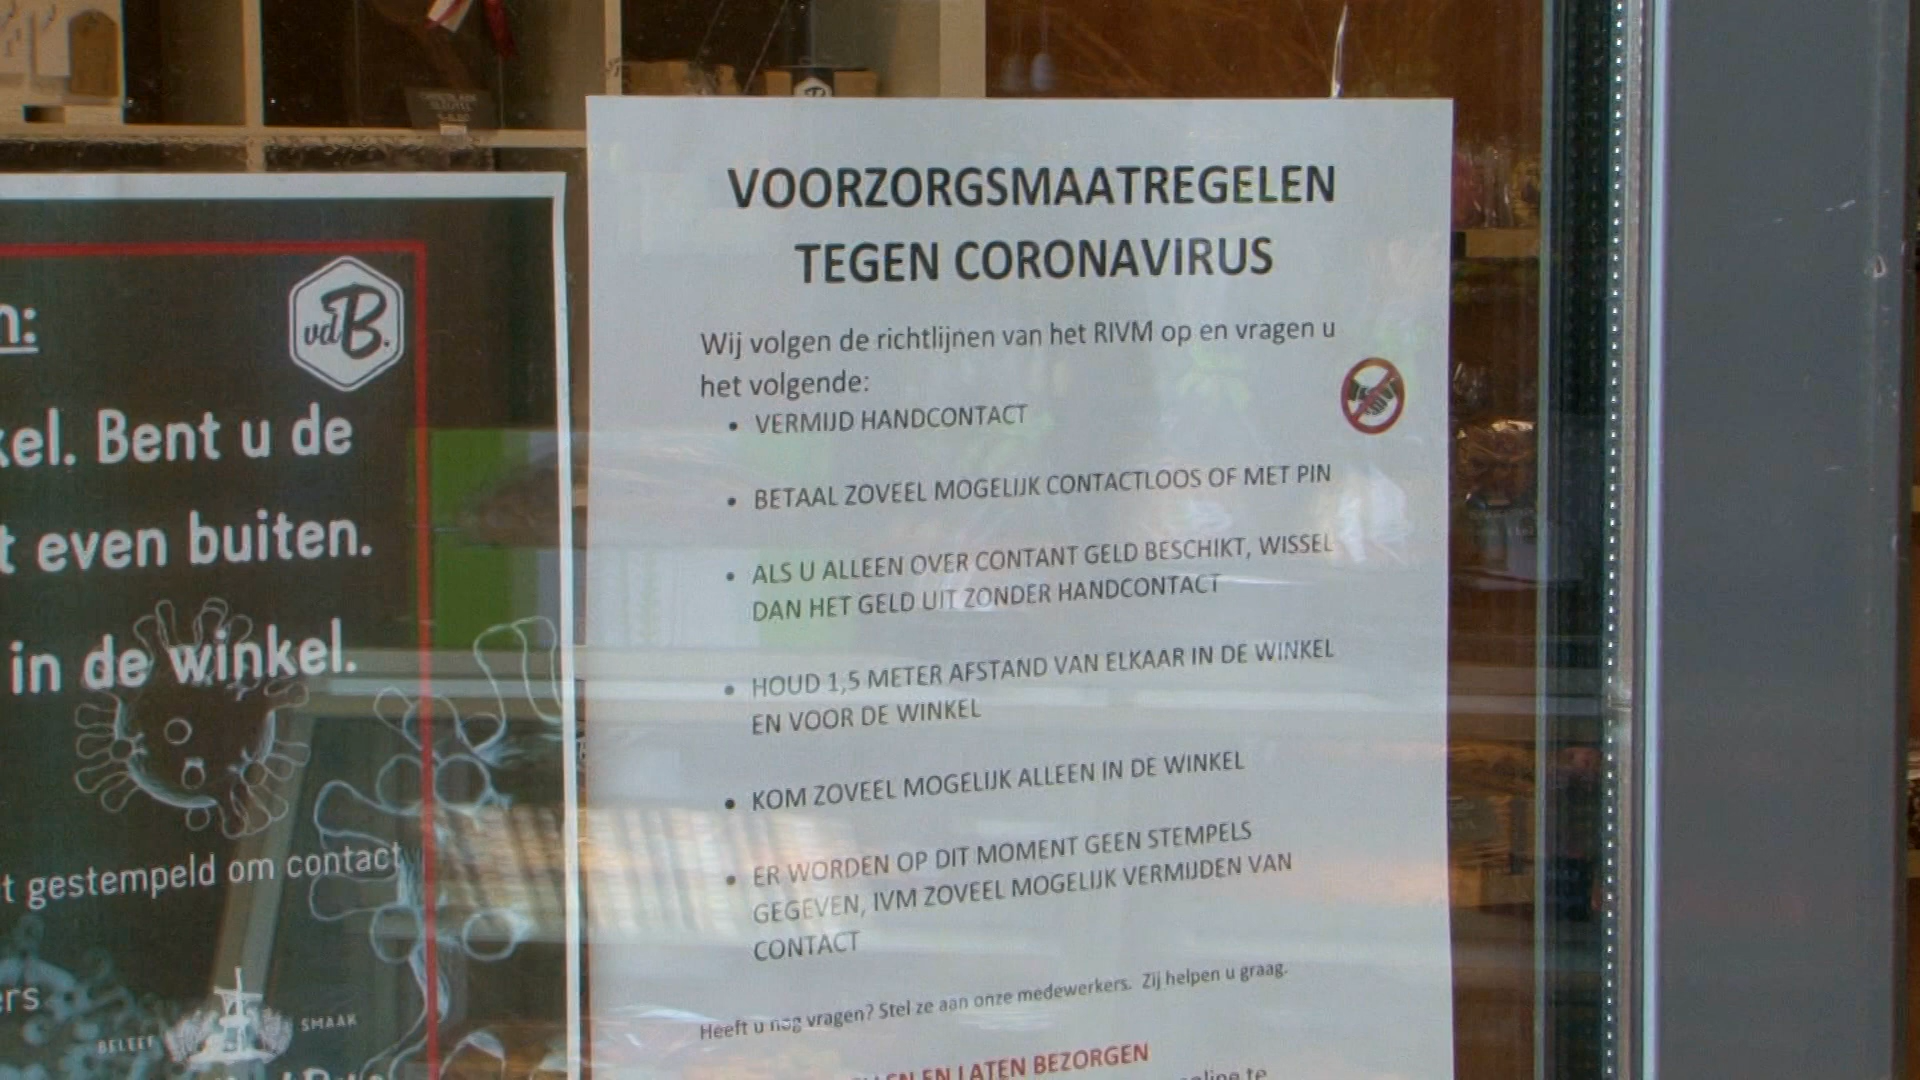 n:
vdB.
kel. Bent u de
t even buiten.
in de winkel.
t gestempeld om contact
ers
BELEEF SMAAK
VOORZORGSMAATREGELEN
TEGEN CORONAVIRUS
Wij volgen de richtlijnen van het RIVM op en vragen u
het volgende:
• VERMIJD HANDCONTACT
• BETAAL ZOVEEL MOGELIJK CONTACTLOOS OF MET PIN
• ALS U ALLEEN OVER CONTANT GELD BESCHIKT, WISSEL
DAN HET GELD UIT ZONDER HANDCONTACT
• HOUD 1,5 METER AFSTAND VAN ELKAAR IN DE WINKEL
EN VOOR DE WINKEL
• KOM ZOVEEL MOGELIJK ALLEEN IN DE WINKEL
• ER WORDEN OP DIT MOMENT GEEN STEMPELS
GEGEVEN, IVM ZOVEEL MOGELIJK VERMIJDEN VAN
CONTACT
Heeft u nog vragen? Stel ze aan onze medewerkers. Zij helpen u graag.
EN LATEN BEZORGEN
te